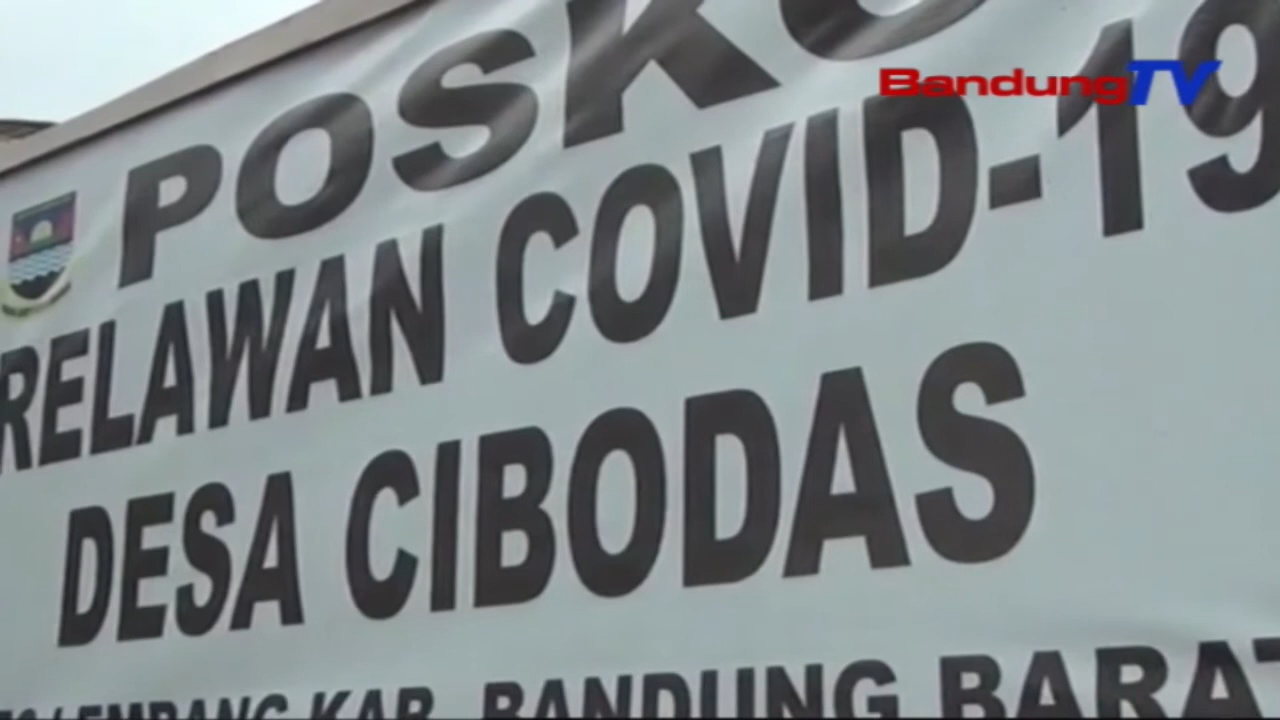 BandungTV
POSKO
RELAWAN COVID-19
DESA CIBODAS
LEMBANG KAB. BANDUNG BARAT